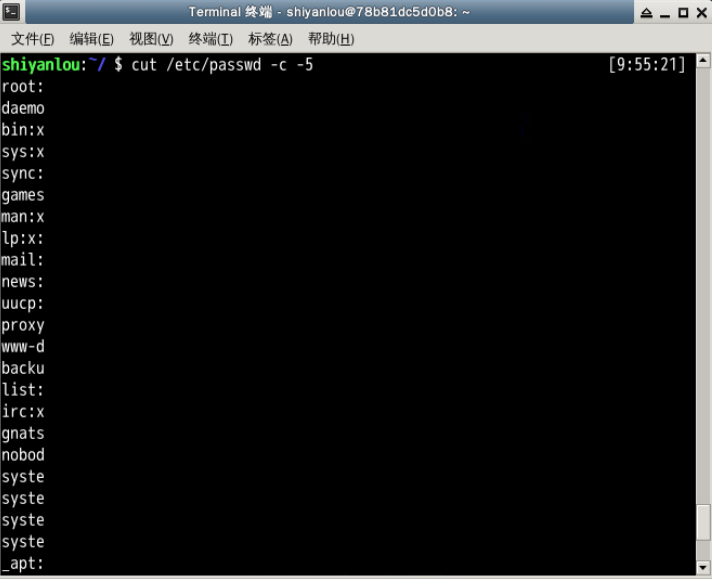 Terminal 终端 - shiyanlou@78b81dc5d0b8: ~
文件(F) 编辑(E) 视图(V) 终端(T) 标签(A) 帮助(H)
shiyanlou:~/ $ cut /etc/passwd -c -5 [9:55:21]
root:
daemo
bin:x
sys:x
sync:
games
man:x
lp:x:
mail:
news:
uucp:
proxy
www-d
backu
list:
irc:x
gnats
nobod
syste
syste
syste
syste
_apt: